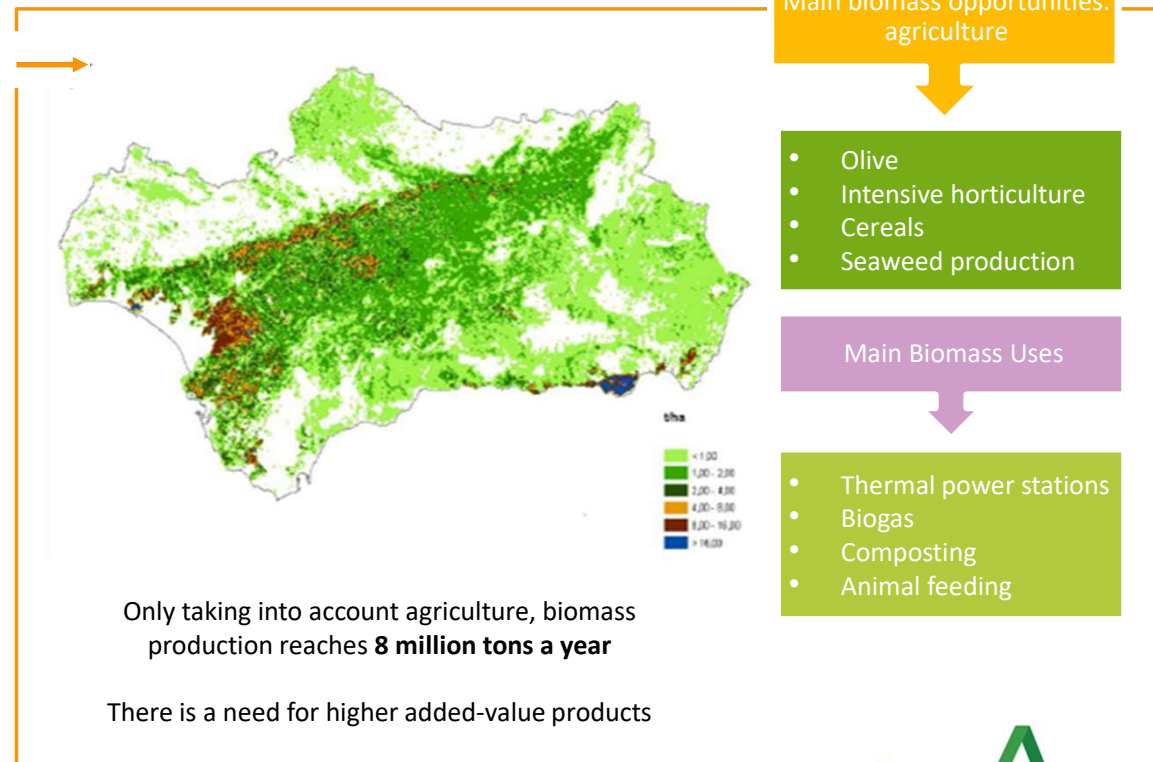 Main biomass opportunities:
agriculture
• Olive
• Intensive horticulture
• Cereals
• Seaweed production
Main Biomass Uses
• Thermal power stations
• Biogas
• Composting
• Animal feeding
t/ha
< 1,00
1,00 - 2,00
2,00 - 4,00
4,00 - 8,00
8,00 - 16,00
> 16,00
Only taking into account agriculture, biomass
production reaches 8 million tons a year
There is a need for higher added-value products